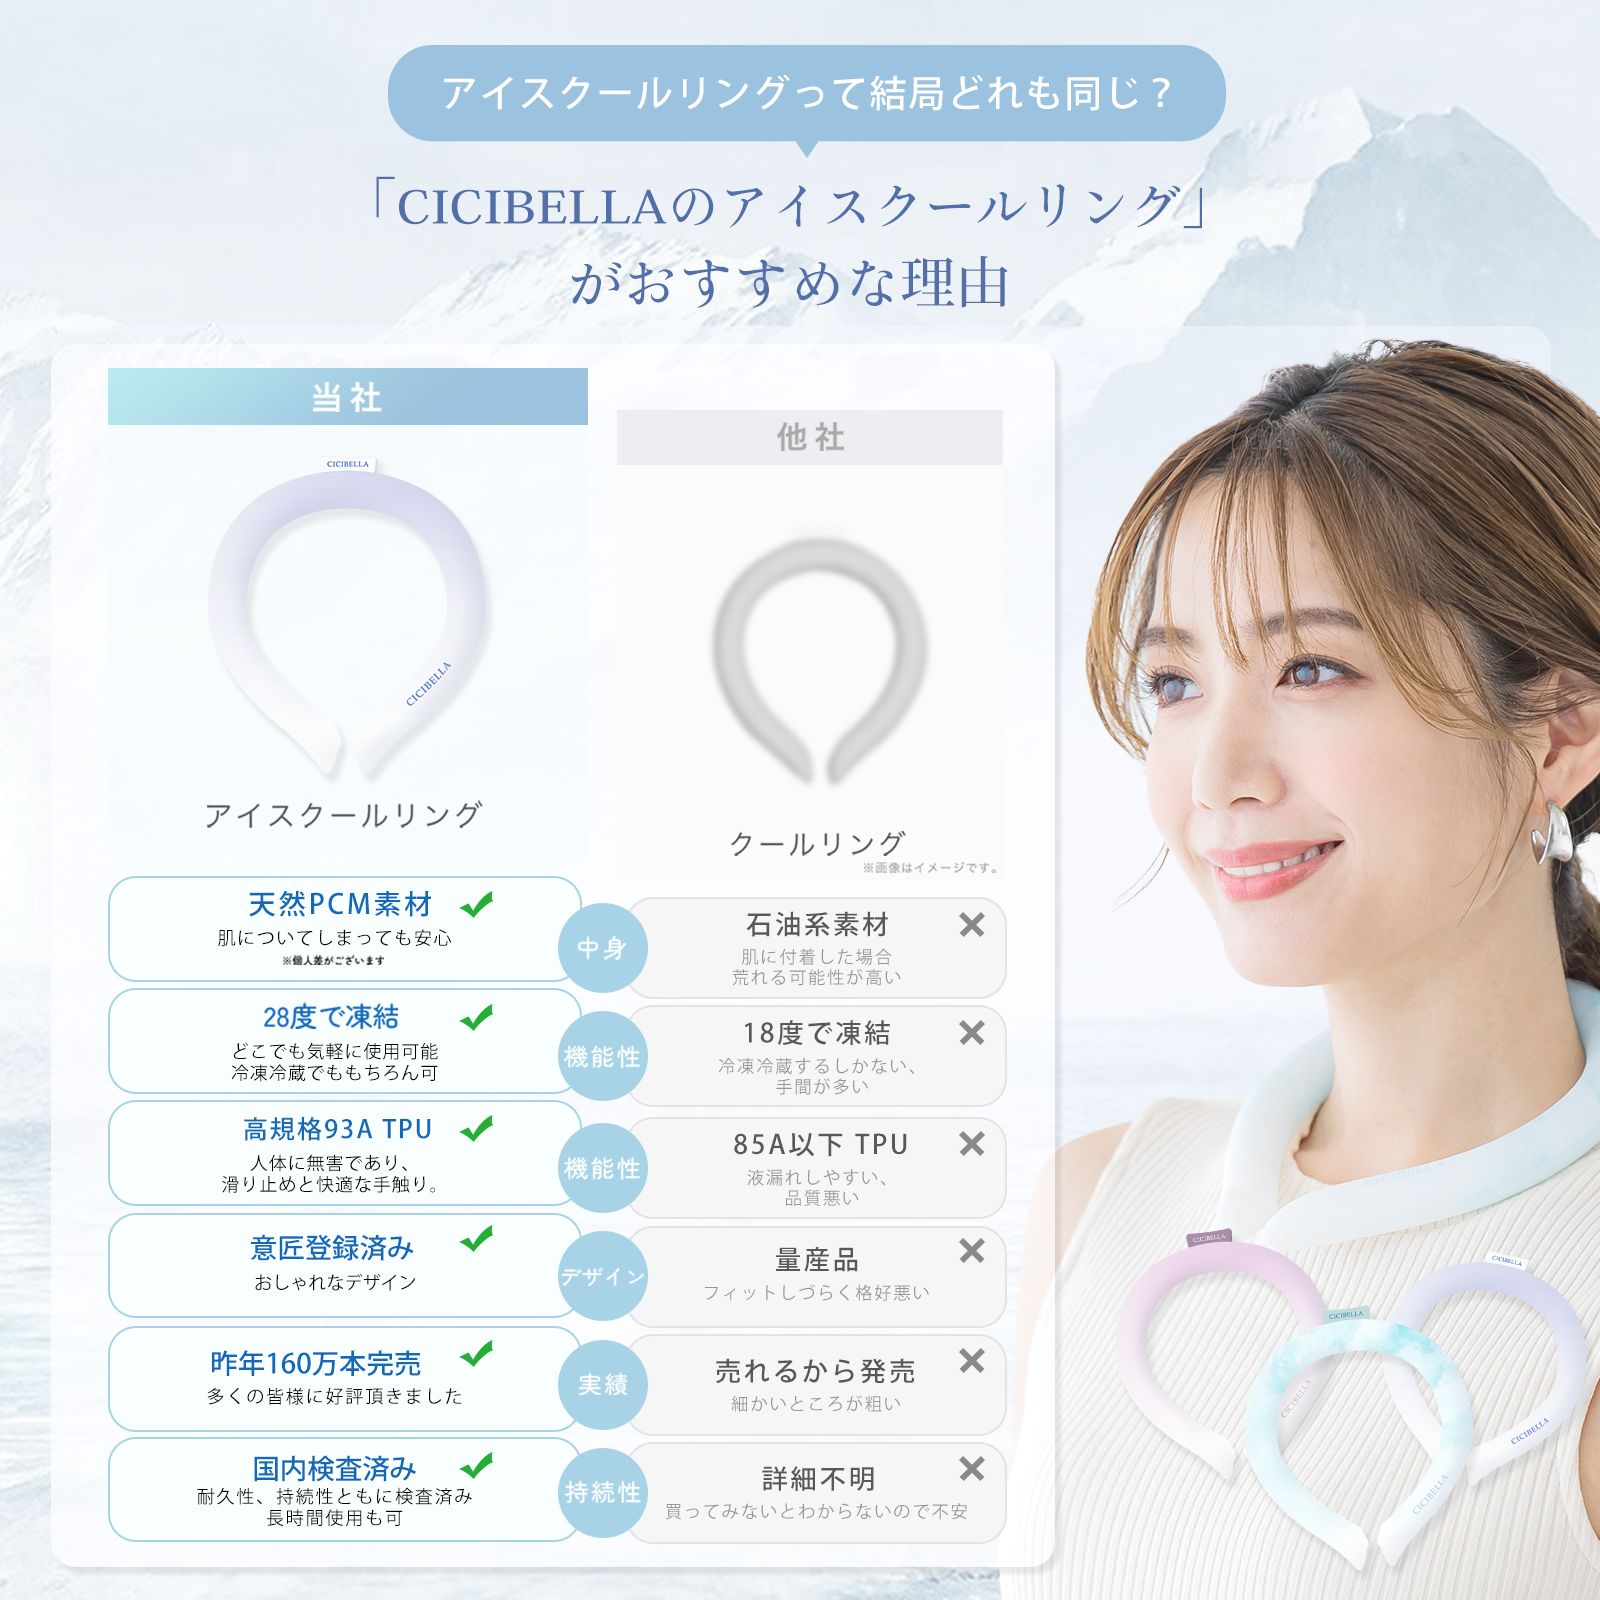 アイスクールリングって結局どれも同じ？
「CICIBELLAのアイスクールリング」
がおすすめな理由
当社
CICIBELLA
CICIBELLA
アイスクールリング
他社
クールリング
※画像はイメージです。
天然PCM素材
肌についてしまっても安心
※個人差がございます
中身
石油系素材
肌に付着した場合
荒れる可能性が高い
28度で凍結
どこでも気軽に使用可能
冷凍冷蔵でももちろん可
機能性
18度で凍結
冷凍冷蔵するしかない、
手間が多い
高規格93A TPU
人体に無害であり、
滑り止めと快適な手触り。
機能性
85A以下 TPU
液漏れしやすい、
品質悪い
意匠登録済み
おしゃれなデザイン
デザイン
量産品
フィットしづらく格好悪い
昨年160万本完売
多くの皆様に好評頂きました
実績
売れるから発売
細かいところが粗い
国内検査済み
耐久性、持続性ともに検査済み
長時間使用も可
持続性
詳細不明
買ってみないとわからないので不安
CICIBELLA
CICIBELLA
CICIBELLA
CICIBELLA
CICIBELLA
CICIBELLA
CICIBELLA